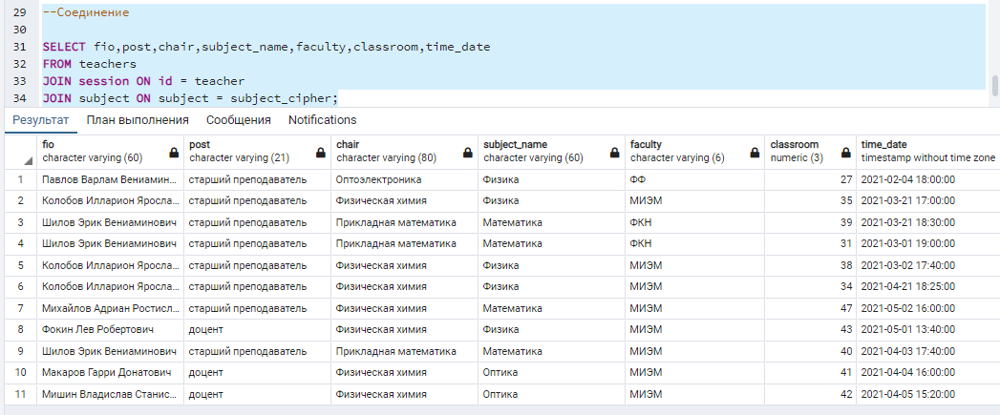 29 --Соединение
30
31 SELECT fio,post,chair,subject_name,faculty,classroom,time_date
32 FROM teachers
33 JOIN session ON id = teacher
34 JOIN subject ON subject = subject_cipher;
Результат План выполнения Сообщения Notifications
fio post chair subject_name faculty classroom time_date
character varying (60) character varying (21) character varying (80) character varying (60) character varying (6) numeric (3) timestamp without time zone
1 Павлов Варлам Вениамин... старший преподаватель Оптоэлектроника Физика ФФ 27 2021-02-04 18:00:00
2 Колобов Илларион Яросла... старший преподаватель Физическая химия Физика МИЭМ 35 2021-03-21 17:00:00
3 Шилов Эрик Вениаминович старший преподаватель Прикладная математика Математика ФКН 39 2021-03-21 18:30:00
4 Шилов Эрик Вениаминович старший преподаватель Прикладная математика Математика ФКН 31 2021-03-01 19:00:00
5 Колобов Илларион Яросла... старший преподаватель Физическая химия Физика МИЭМ 38 2021-03-02 17:40:00
6 Колобов Илларион Яросла... старший преподаватель Физическая химия Физика МИЭМ 34 2021-04-21 18:25:00
7 Михайлов Адриан Ростисл... старший преподаватель Физическая химия Математика МИЭМ 47 2021-05-02 16:00:00
8 Фокин Лев Робертович доцент Физическая химия Физика МИЭМ 43 2021-05-01 13:40:00
9 Шилов Эрик Вениаминович старший преподаватель Прикладная математика Математика МИЭМ 40 2021-04-03 17:40:00
10 Макаров Гарри Донатович доцент Физическая химия Оптика МИЭМ 41 2021-04-04 16:00:00
11 Мишин Владислав Станис... доцент Физическая химия Оптика МИЭМ 42 2021-04-05 15:20:00